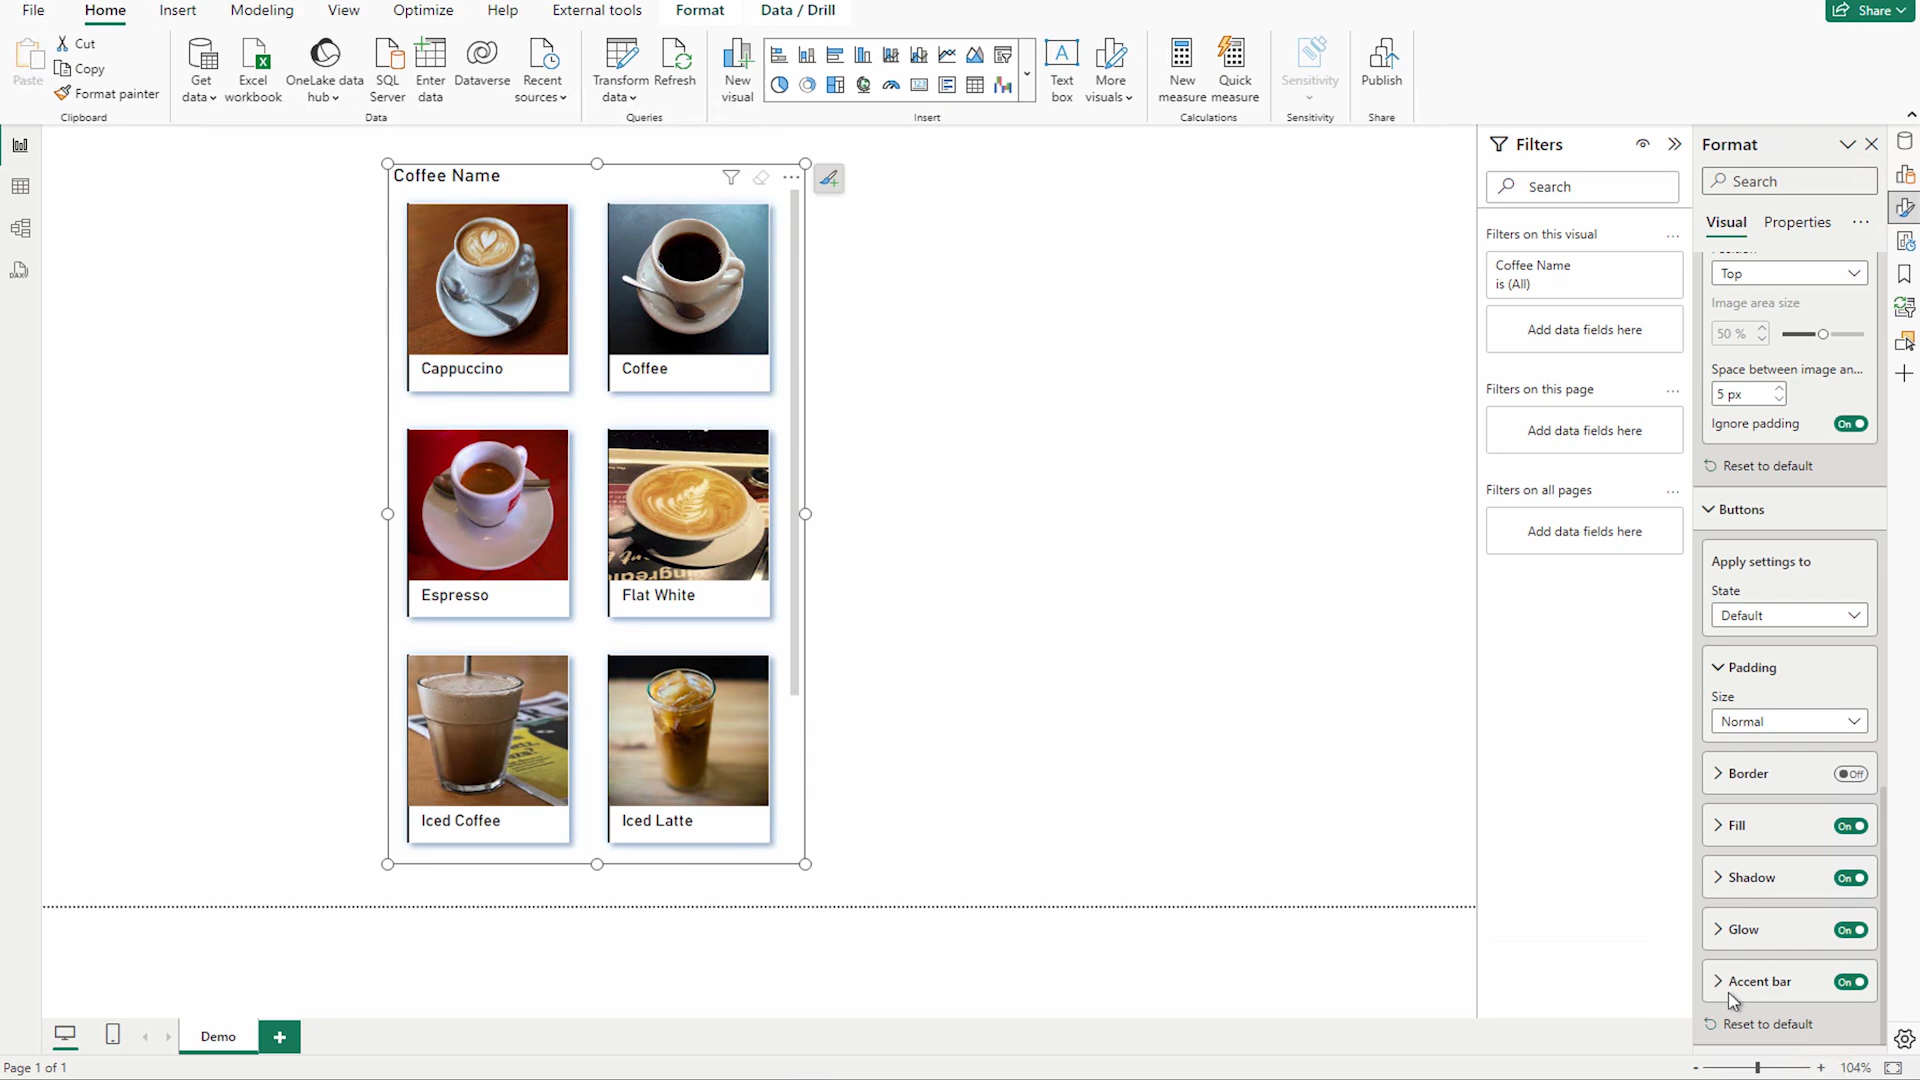 File Home Insert Modeling View Optimize Help External tools Format Data / Drill Share
Paste
Cut
Copy
Format painter
Clipboard
Get
data
Excel
workbook
OneLake data
hub
SQL
Server
Enter
data
Dataverse
Recent
sources
Data
Transform
data
Refresh
Queries
New
visual
A
Text
box
More
visuals
Insert
New
measure
Quick
measure
Calculations
Sensitivity
Sensitivity
Publish
Share
Coffee Name
Cappuccino
Coffee
Espresso
Flat White
Iced Coffee
Iced Latte
Filters
Search
Filters on this visual
Coffee Name
is (All)
Add data fields here
Filters on this page
Add data fields here
Filters on all pages
Add data fields here
Format
Search
Visual Properties
Top
Image area size
50 %
Space between image an...
5 px
Ignore padding On
Reset to default
Buttons
Apply settings to
State
Default
Padding
Size
Normal
Border Off
Fill On
Shadow On
Glow On
Accent bar On
Reset to default
DAX
Demo
Page 1 of 1
- + 104%